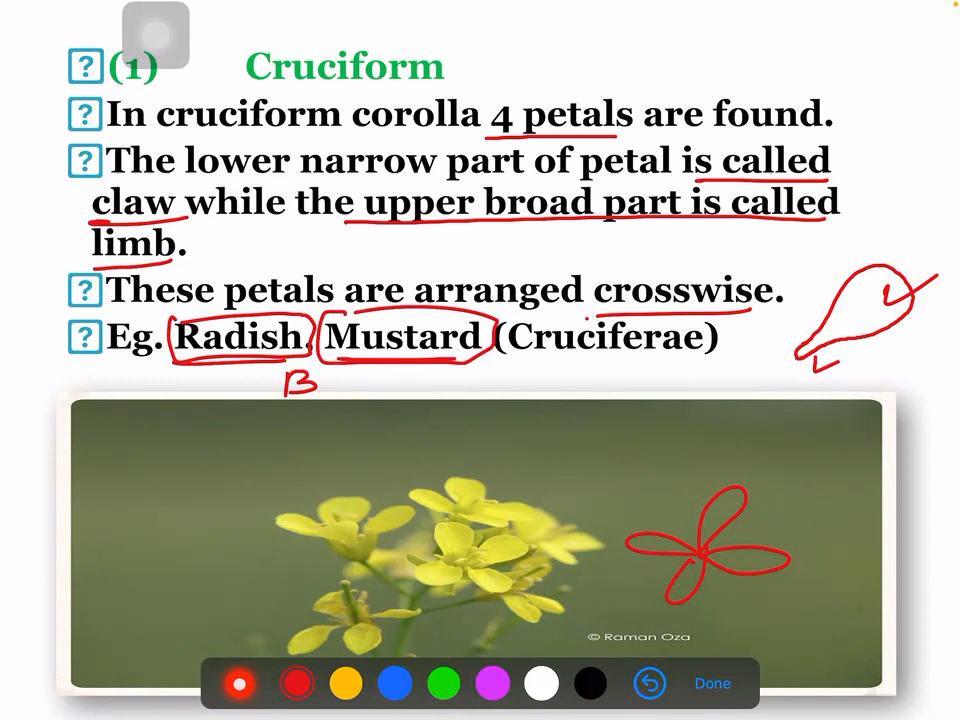 (1) Cruciform
In cruciform corolla 4 petals are found.
The lower narrow part of petal is called
claw while the upper broad part is called
limb.
These petals are arranged crosswise.
Eg. Radish, Mustard (Cruciferae)
B
© Raman Oza
Done